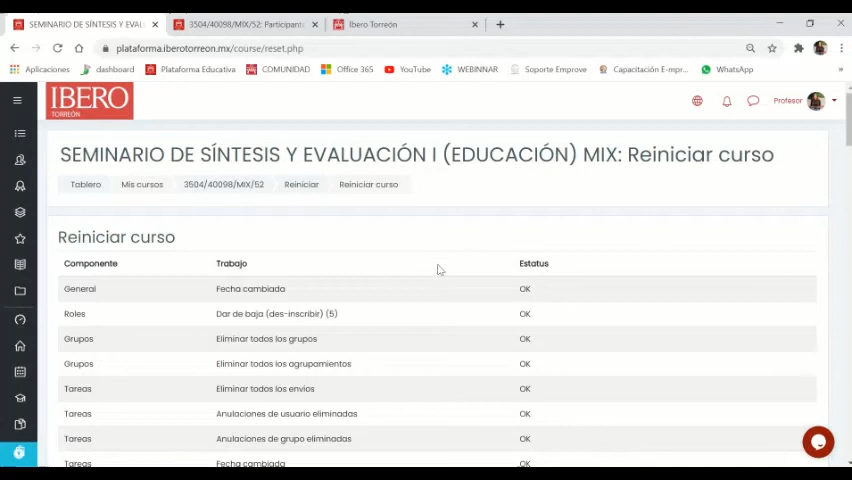 SEMINARIO DE SÍNTESIS Y EVALU
3504/40098/MIX/52: Participant
Ibero Torreón
plataforma.iberotorreon.mx/course/reset.php
Aplicaciones
dashboard
Plataforma Educativa
COMUNIDAD
Office 365
YouTube
WEBINNAR
Soporte Emprove
Capacitación E-mpr...
WhatsApp
»
IBERO
TORREÓN
Profesor
SEMINARIO DE SÍNTESIS Y EVALUACIÓN I (EDUCACIÓN) MIX: Reiniciar curso
Tablero Mis cursos 3504/40098/MIX/52 Reiniciar Reiniciar curso
Reiniciar curso
Componente Trabajo Estatus
General Fecha cambiada OK
Roles Dar de baja (des-inscribir) (5) OK
Grupos Eliminar todos los grupos OK
Grupos Eliminar todos los agrupamientos OK
Tareas Eliminar todos los envios OK
Tareas Anulaciones de usuario eliminadas OK
Tareas Anulaciones de grupo eliminadas OK
Tareas Fecha cambiada OK